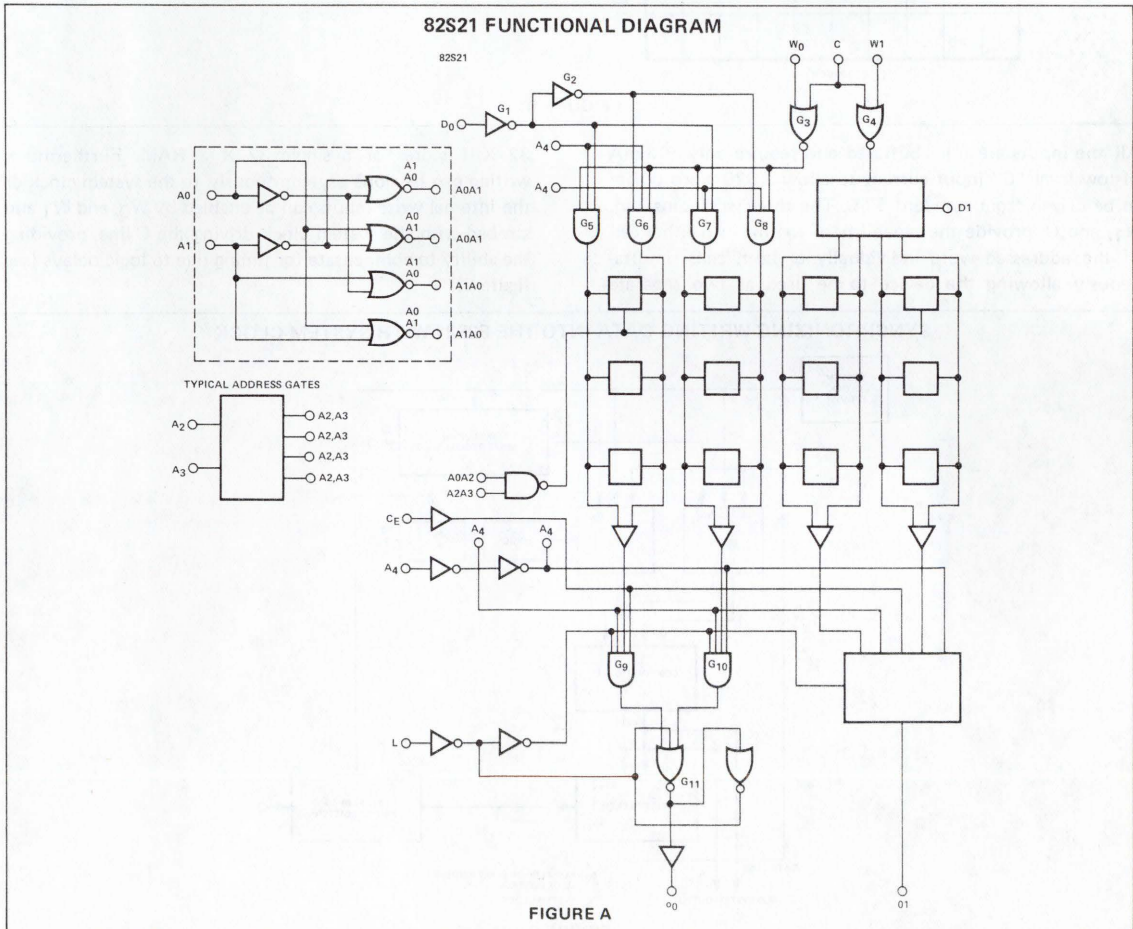 82S21 FUNCTIONAL DIAGRAM
82S21
W0 C W1
G2
G1
D0
G3 G4
A4
A4
D1
G5 G6 G7 G8
A0
A1
A0A1
A0
A1
A0A1
A1
A0
A1
A1A0
A0
A1
A1A0
TYPICAL ADDRESS GATES
A2
A3
A2,A3
A2,A3
A2,A3
A2,A3
A0A2
A2A3
CE
A4 A4
A4
G9 G10
L
G11
o0 01
FIGURE A